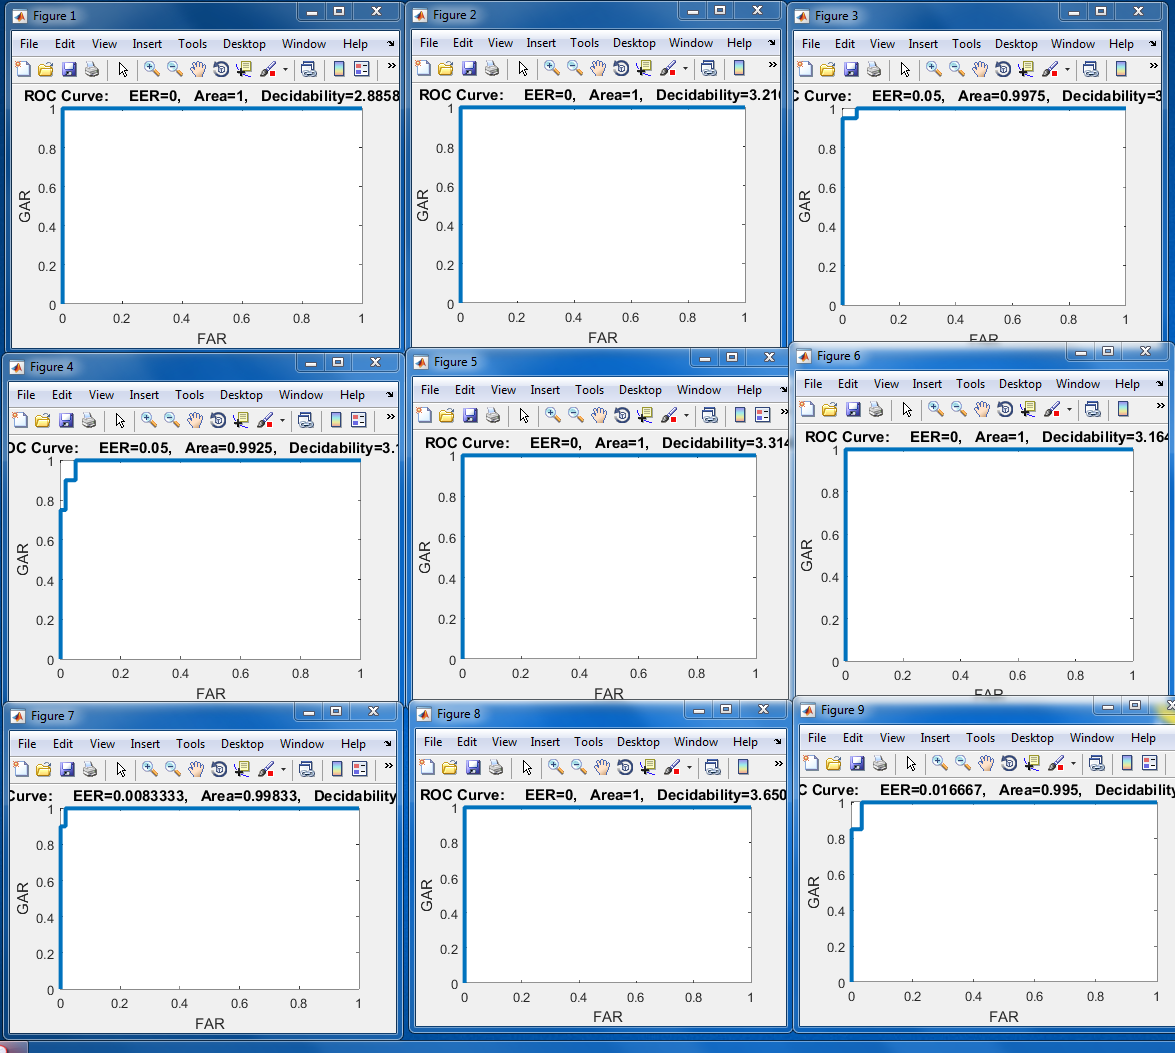 Figure 1
File Edit View Insert Tools Desktop Window Help
ROC Curve: EER=0, Area=1, Decidability=2.8858
1
0.8
0.6
0.4
0.2
0
GAR
0 0.2 0.4 0.6 0.8 1
FAR
Figure 2
File Edit View Insert Tools Desktop Window Help
ROC Curve: EER=0, Area=1, Decidability=3.210
1
0.8
0.6
0.4
0.2
0
GAR
0 0.2 0.4 0.6 0.8 1
FAR
Figure 3
File Edit View Insert Tools Desktop Window Help
C Curve: EER=0.05, Area=0.9975, Decidability=3
1
0.8
0.6
0.4
0.2
0
GAR
0 0.2 0.4 0.6 0.8 1
FAR
Figure 4
File Edit View Insert Tools Desktop Window Help
OC Curve: EER=0.05, Area=0.9925, Decidability=3.1
1
0.8
0.6
0.4
0.2
0
GAR
0 0.2 0.4 0.6 0.8 1
FAR
Figure 5
File Edit View Insert Tools Desktop Window Help
ROC Curve: EER=0, Area=1, Decidability=3.314
1
0.8
0.6
0.4
0.2
0
GAR
0 0.2 0.4 0.6 0.8 1
FAR
Figure 6
File Edit View Insert Tools Desktop Window Help
ROC Curve: EER=0, Area=1, Decidability=3.164
1
0.8
0.6
0.4
0.2
0
GAR
0 0.2 0.4 0.6 0.8 1
FAR
Figure 7
File Edit View Insert Tools Desktop Window Help
Curve: EER=0.0083333, Area=0.99833, Decidability
1
0.8
0.6
0.4
0.2
0
GAR
0 0.2 0.4 0.6 0.8 1
FAR
Figure 8
File Edit View Insert Tools Desktop Window Help
ROC Curve: EER=0, Area=1, Decidability=3.650
1
0.8
0.6
0.4
0.2
0
GAR
0 0.2 0.4 0.6 0.8 1
FAR
Figure 9
File Edit View Insert Tools Desktop Window Help
C Curve: EER=0.016667, Area=0.995, Decidability
1
0.8
0.6
0.4
0.2
0
GAR
0 0.2 0.4 0.6 0.8 1
FAR